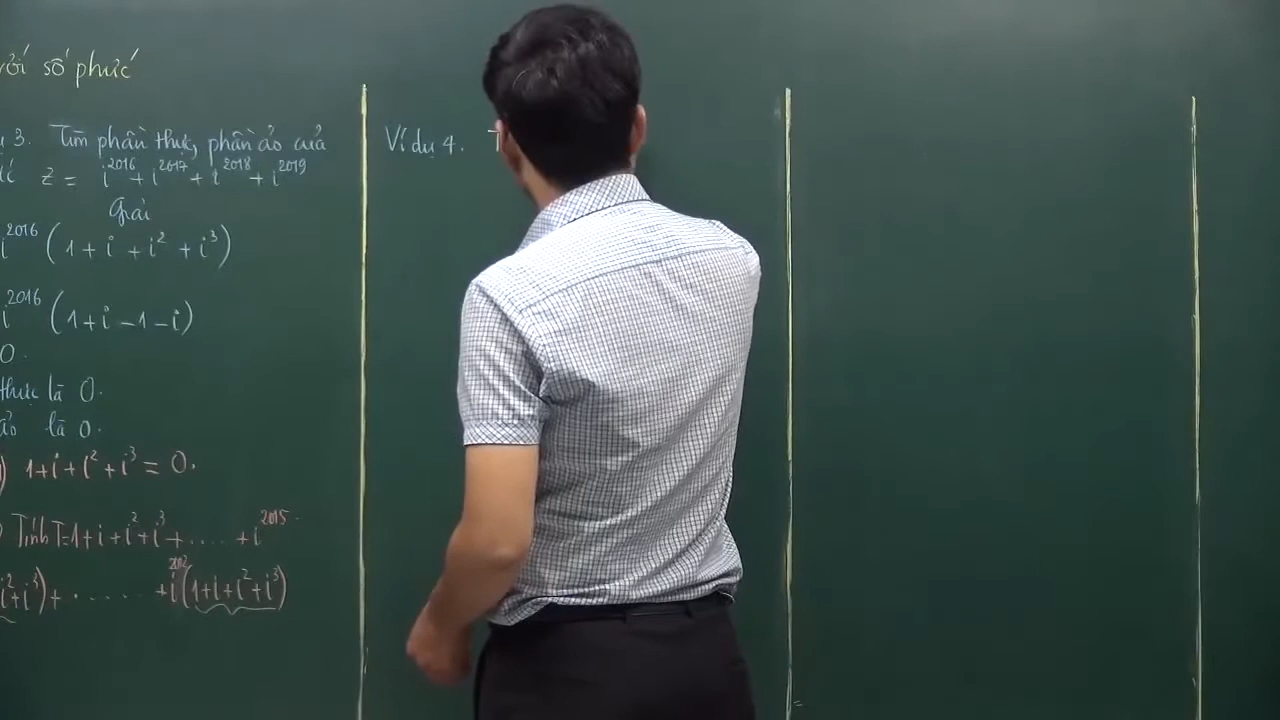 với số phức
3. Tìm phần thực, phần ảo của
z = i^2016 + i^2017 + i^2018 + i^2019
Giải
i^2016 (1 + i + i^2 + i^3)
i^2016 (1 + i - 1 - i)
0.
thực là 0.
ảo là 0.
) 1 + i + i^2 + i^3 = 0.
Tính T = 1 + i + i^2 + i^3 + .... + i^2015.
i^2 + i^3) + ...... + i^2012 (1 + i + i^2 + i^3)
Ví dụ 4. T